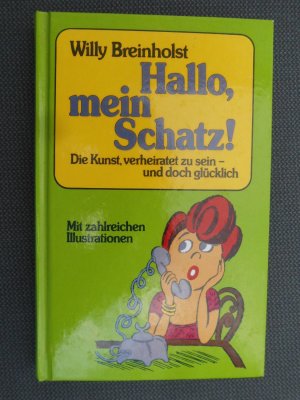 Willy Breinholst
Hallo,
mein
Schatz!
Die Kunst, verheiratet zu sein –
und doch glücklich
Mit zahlreichen
Illustrationen